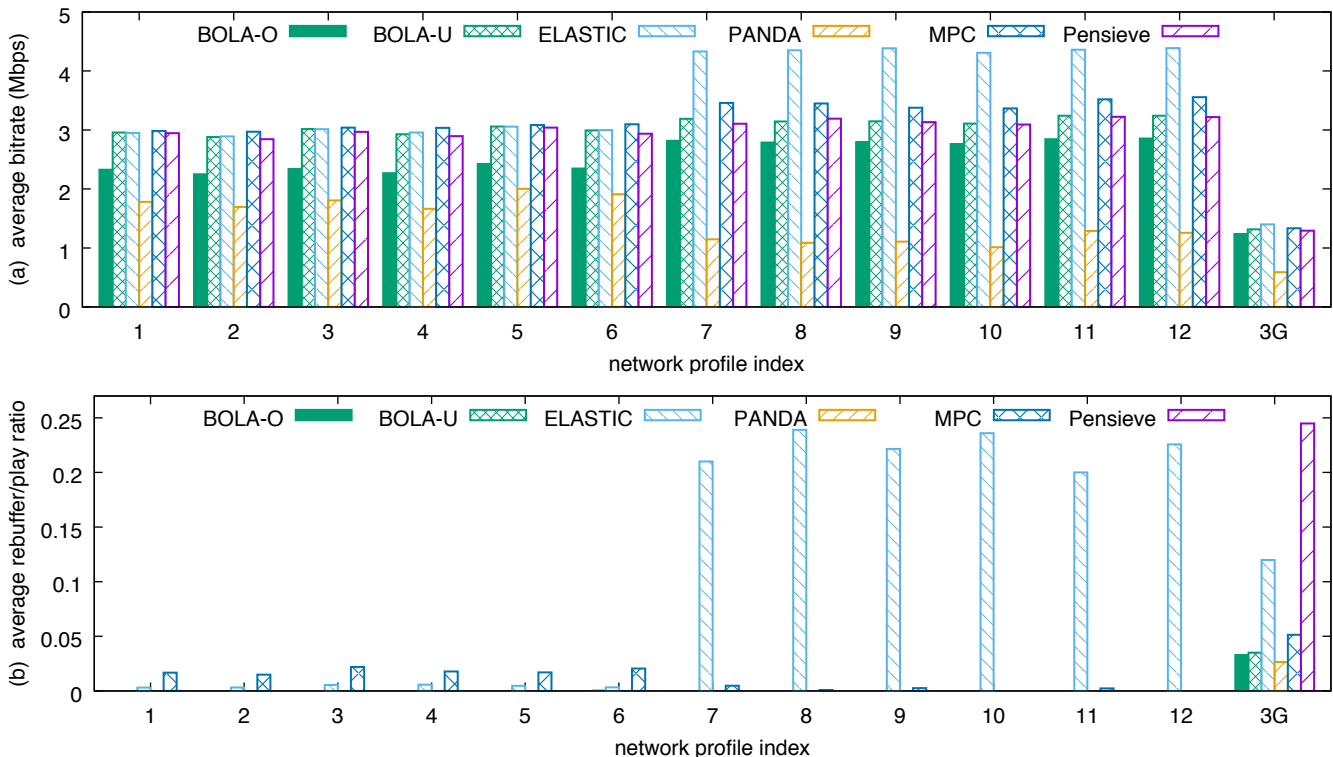 (a) average bitrate (Mbps)
5
4
3
2
1
0
BOLA-O BOLA-U ELASTIC PANDA MPC Pensieve
1 2 3 4 5 6 7 8 9 10 11 12 3G
network profile index
(b) average rebuffer/play ratio
0.25
0.2
0.15
0.1
0.05
0
BOLA-O BOLA-U ELASTIC PANDA MPC Pensieve
1 2 3 4 5 6 7 8 9 10 11 12 3G
network profile index